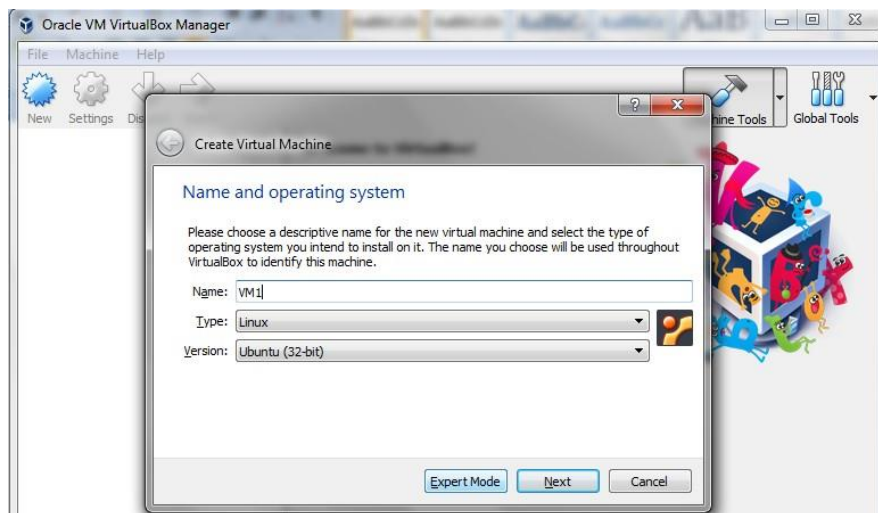 Oracle VM VirtualBox Manager
File Machine Help
New Settings Dis
hine Tools Global Tools
Create Virtual Machine
Name and operating system
Please choose a descriptive name for the new virtual machine and select the type of
operating system you intend to install on it. The name you choose will be used throughout
VirtualBox to identify this machine.
Name: VM1
Type: Linux
Version: Ubuntu (32-bit)
Expert Mode Next Cancel